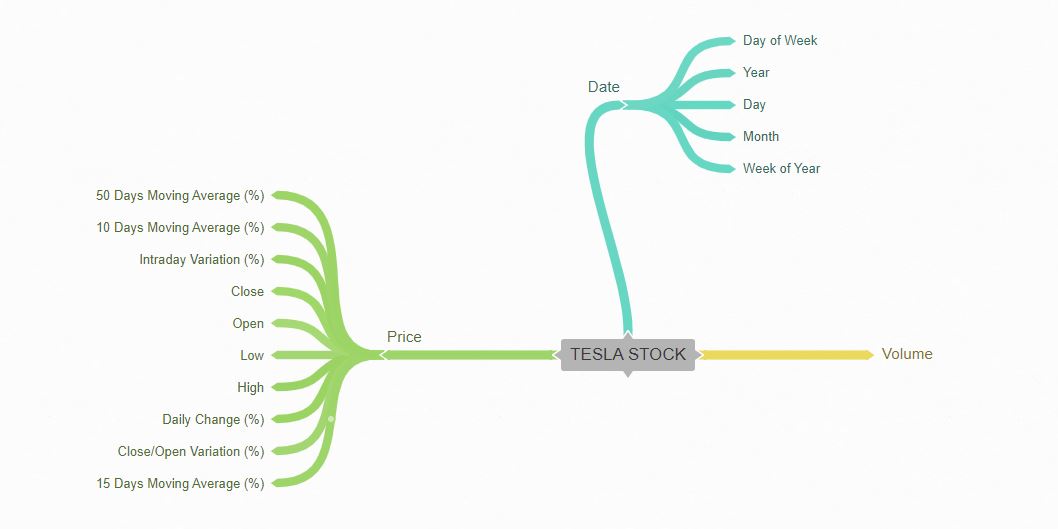 Day of Week
Date
Year
Day
Month
Week of Year
50 Days Moving Average (%)
10 Days Moving Average (%)
Intraday Variation (%)
Close
Open
Price
Low
TESLA STOCK
Volume
High
Daily Change (%)
Close/Open Variation (%)
15 Days Moving Average (%)